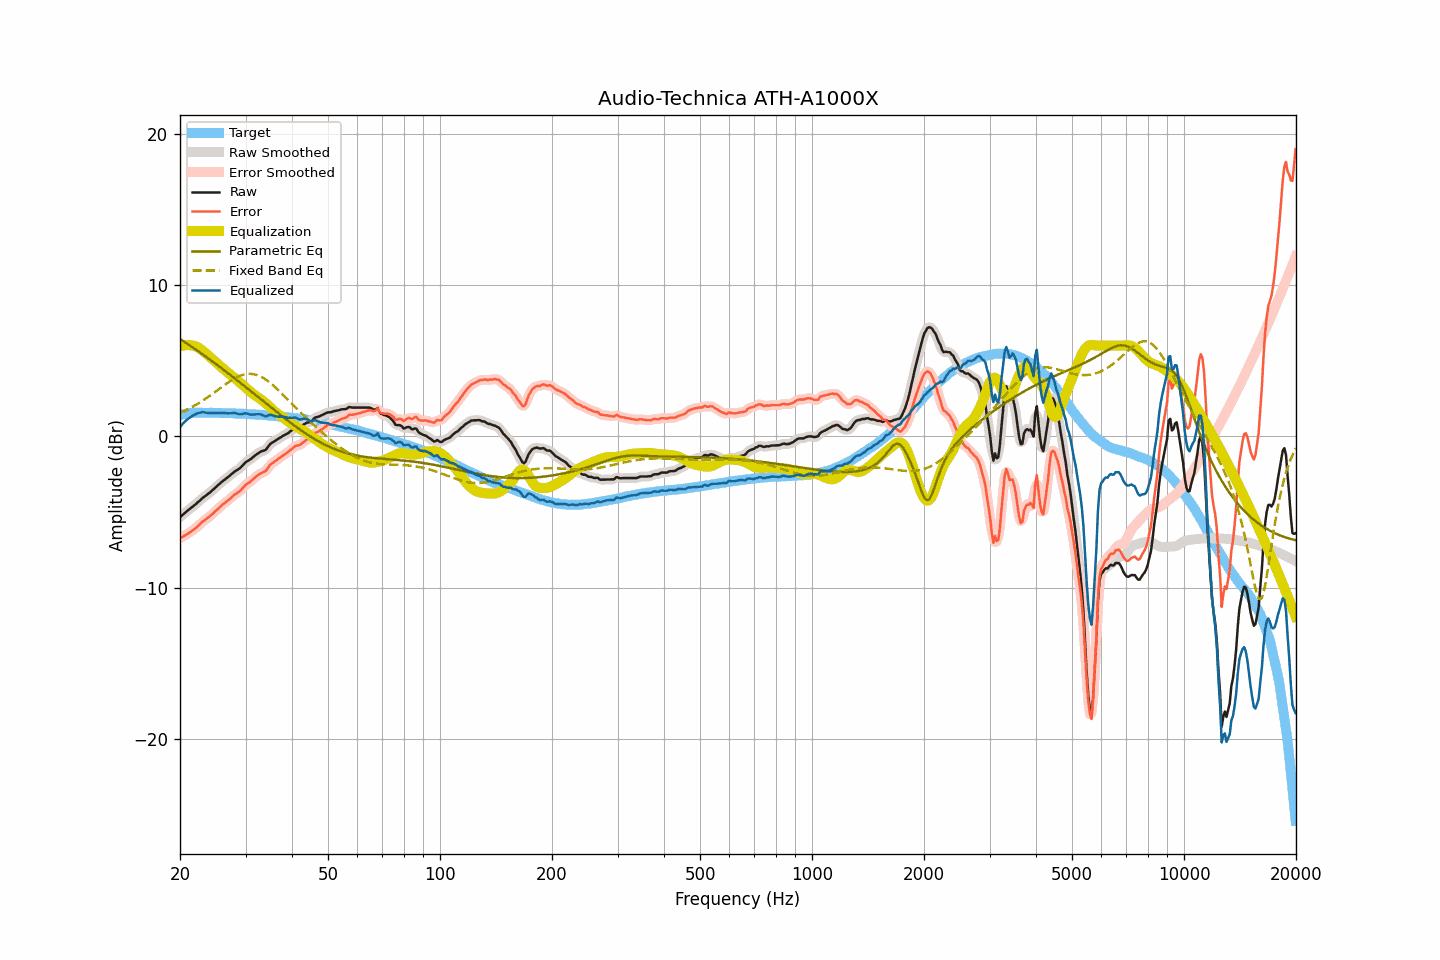 Audio-Technica ATH-A1000X
Target
Raw Smoothed
Error Smoothed
Raw
Error
Equalization
Parametric Eq
Fixed Band Eq
Equalized
20
10
0
−10
−20
Amplitude (dBr)
20
50
100
200
500
1000
2000
5000
10000
20000
Frequency (Hz)